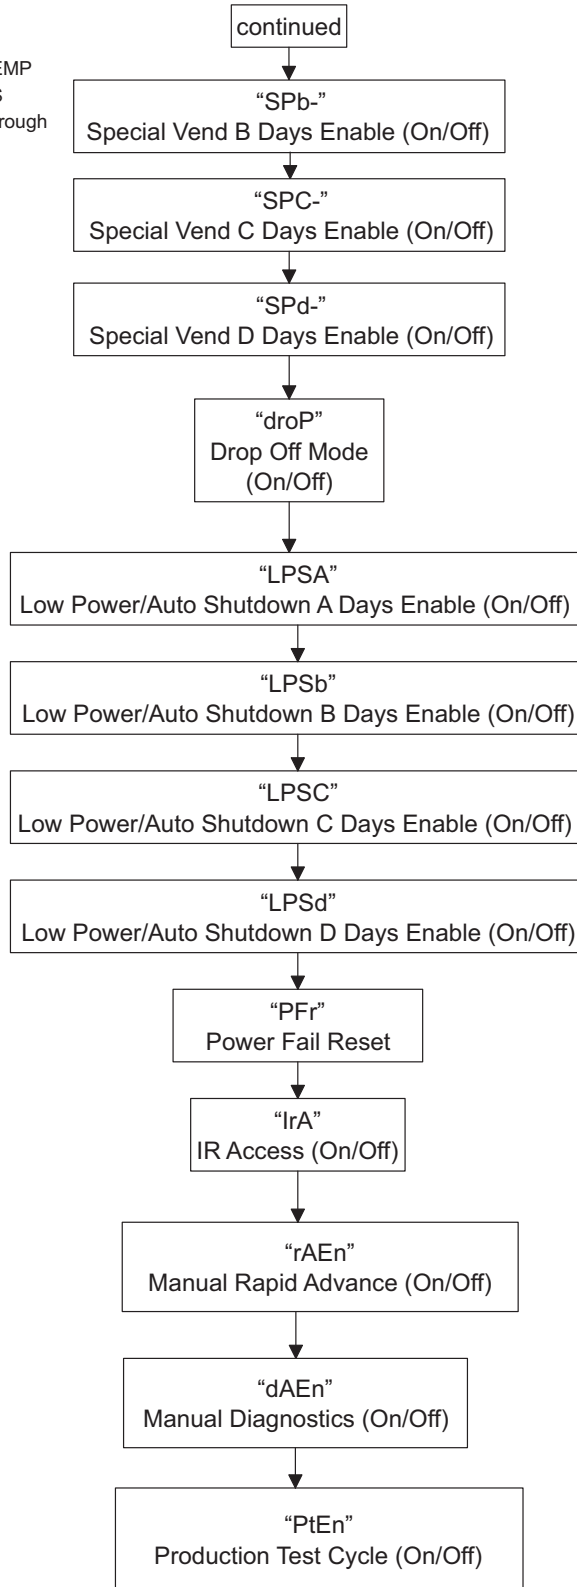 continued
“SPb-”
Special Vend B Days Enable (On/Off)
“SPC-”
Special Vend C Days Enable (On/Off)
“SPd-”
Special Vend D Days Enable (On/Off)
“droP”
Drop Off Mode
(On/Off)
“LPSA”
Low Power/Auto Shutdown A Days Enable (On/Off)
“LPSb”
Low Power/Auto Shutdown B Days Enable (On/Off)
“LPSC”
Low Power/Auto Shutdown C Days Enable (On/Off)
“LPSd”
Low Power/Auto Shutdown D Days Enable (On/Off)
“PFr”
Power Fail Reset
“IrA”
IR Access (On/Off)
“rAEn”
Manual Rapid Advance (On/Off)
“dAEn”
Manual Diagnostics (On/Off)
“PtEn”
Production Test Cycle (On/Off)